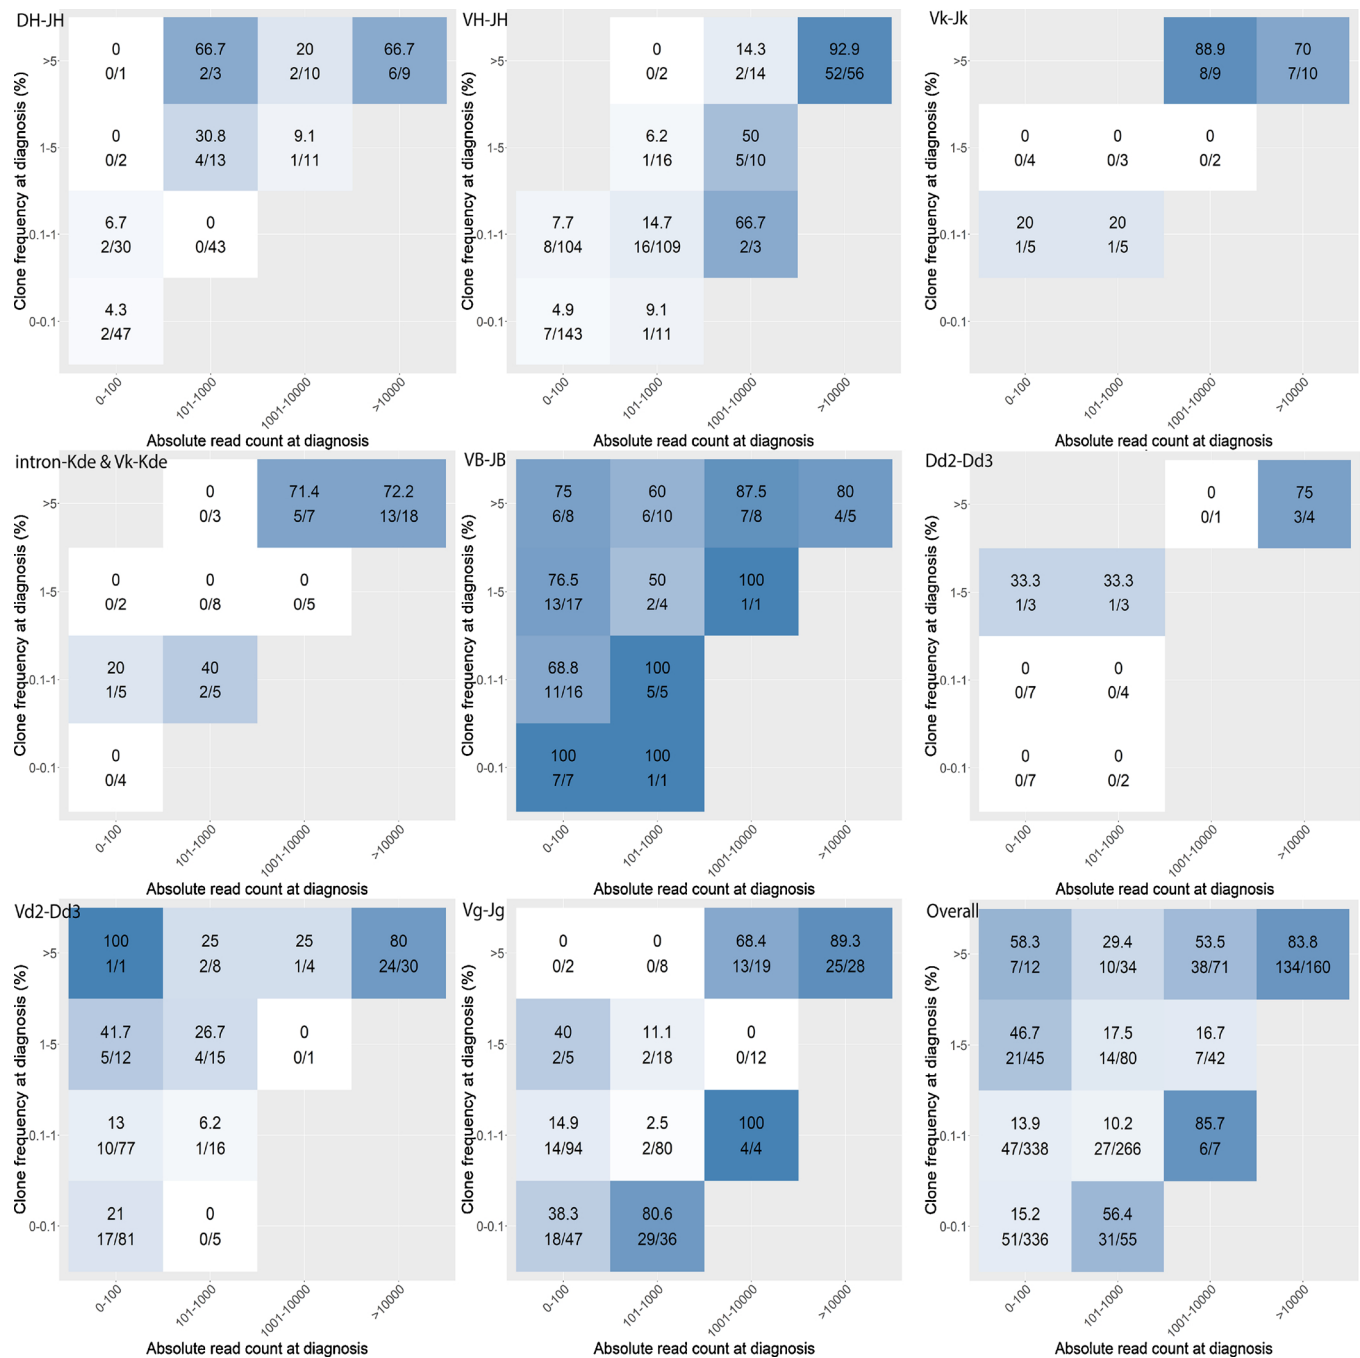 DH-JH
Clone frequency at diagnosis (%)
>5
0 66.7 20 66.7
0/1 2/3 2/10 6/9
1-5
0 30.8 9.1
0/2 4/13 1/11
0.1-1
6.7 0
2/30 0/43
0-0.1
4.3
2/47
0-100 101-1000 1001-10000 >10000
Absolute read count at diagnosis
VH-JH
Clone frequency at diagnosis (%)
>5
0 14.3 92.9
0/2 2/14 52/56
1-5
6.2 50
1/16 5/10
0.1-1
7.7 14.7 66.7
8/104 16/109 2/3
0-0.1
4.9 9.1
7/143 1/11
0-100 101-1000 1001-10000 >10000
Absolute read count at diagnosis
Vk-Jk
Clone frequency at diagnosis (%)
>5
88.9 70
8/9 7/10
1-5
0 0 0
0/4 0/3 0/2
0.1-1
20 20
1/5 1/5
0-0.1
0-100 101-1000 1001-10000 >10000
Absolute read count at diagnosis
intron-Kde & Vk-Kde
Clone frequency at diagnosis (%)
>5
0 71.4 72.2
0/3 5/7 13/18
1-5
0 0 0
0/2 0/8 0/5
0.1-1
20 40
1/5 2/5
0-0.1
0
0/4
0-100 101-1000 1001-10000 >10000
Absolute read count at diagnosis
VB-JB
Clone frequency at diagnosis (%)
>5
75 60 87.5 80
6/8 6/10 7/8 4/5
1-5
76.5 50 100
13/17 2/4 1/1
0.1-1
68.8 100
11/16 5/5
0-0.1
100 100
7/7 1/1
0-100 101-1000 1001-10000 >10000
Absolute read count at diagnosis
Dd2-Dd3
Clone frequency at diagnosis (%)
>5
0 75
0/1 3/4
1-5
33.3 33.3
1/3 1/3
0.1-1
0 0
0/7 0/4
0-0.1
0 0
0/7 0/2
0-100 101-1000 1001-10000 >10000
Absolute read count at diagnosis
Vd2-Dd3
Clone frequency at diagnosis (%)
>5
100 25 25 80
1/1 2/8 1/4 24/30
1-5
41.7 26.7 0
5/12 4/15 0/1
0.1-1
13 6.2
10/77 1/16
0-0.1
21 0
17/81 0/5
0-100 101-1000 1001-10000 >10000
Absolute read count at diagnosis
Vg-Jg
Clone frequency at diagnosis (%)
>5
0 0 68.4 89.3
0/2 0/8 13/19 25/28
1-5
40 11.1 0
2/5 2/18 0/12
0.1-1
14.9 2.5 100
14/94 2/80 4/4
0-0.1
38.3 80.6
18/47 29/36
0-100 101-1000 1001-10000 >10000
Absolute read count at diagnosis
Overall
Clone frequency at diagnosis (%)
>5
58.3 29.4 53.5 83.8
7/12 10/34 38/71 134/160
1-5
46.7 17.5 16.7
21/45 14/80 7/42
0.1-1
13.9 10.2 85.7
47/338 27/266 6/7
0-0.1
15.2 56.4
51/336 31/55
0-100 101-1000 1001-10000 >10000
Absolute read count at diagnosis